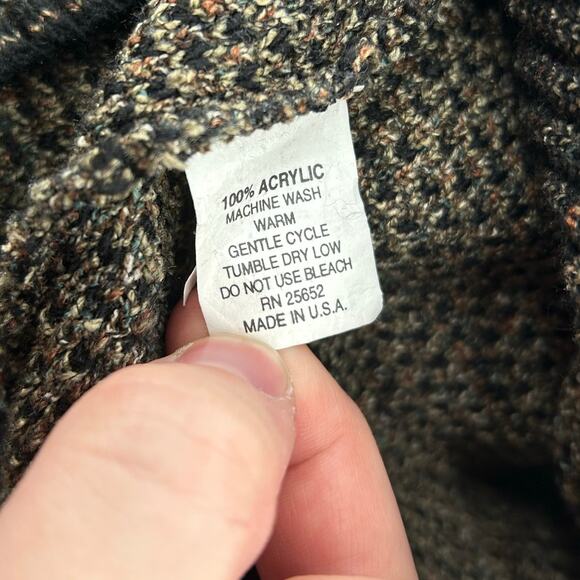 100% ACRYLIC
MACHINE WASH
WARM
GENTLE CYCLE
TUMBLE DRY LOW
DO NOT USE BLEACH
RN 25652
MADE IN U.S.A.